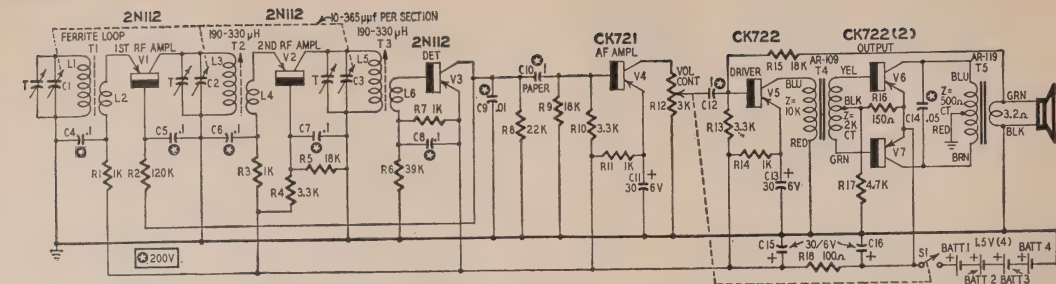 2N112
2N112
10-365μμf PER SECTION
CK721
CK722
CK722(2)
FERRITE LOOP
T1
1ST RF AMPL
V1
190-330 μH
T2
2ND RF AMPL
V2
190-330μH
T3
2N112
DET
V3
AF AMPL
V4
VOL CONT
R12
3K
DRIVER
V5
R15 18K
OUTPUT
AR-109
T4
AR-119
T5
T
C1
L1
L2
T
C2
L3
L4
T
C3
L5
L6
C4 .1
C5 .1
C6 .1
C7 .1
R5 18K
R7 1K
C8 .1
C9 .01
C10 .1
PAPER
R8 22K
R9 18K
R10 3.3K
R11 1K
C11
30
+
6V
C12
.1
R13
3.3K
R14 1K
C13
30
+
6V
BLU
Z=
10K
RED
YEL
BLK
Z=
2K
CT
GRN
V6
R16
150Ω
V7
R17 4.7K
C14
.05
BLU
Z=
500Ω
CT
RED
BRN
GRN
3.2Ω
BLK
R1 1K
R2 120K
R3 1K
R4
3.3K
R6 39K
200V
C15
30/6V
C16
+
+
R18 100Ω
S1
BATT1
1.5V(4)
BATT 4
BATT 2
BATT3
+
+
+
+